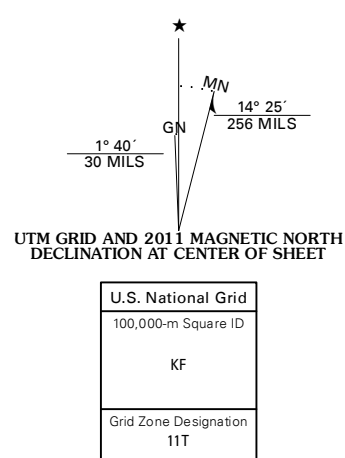 ★
MN
GN
14° 25´
256 MILS
1° 40´
30 MILS
UTM GRID AND 2011 MAGNETIC NORTH
DECLINATION AT CENTER OF SHEET
U.S. National Grid
100,000-m Square ID
KF
Grid Zone Designation
11T